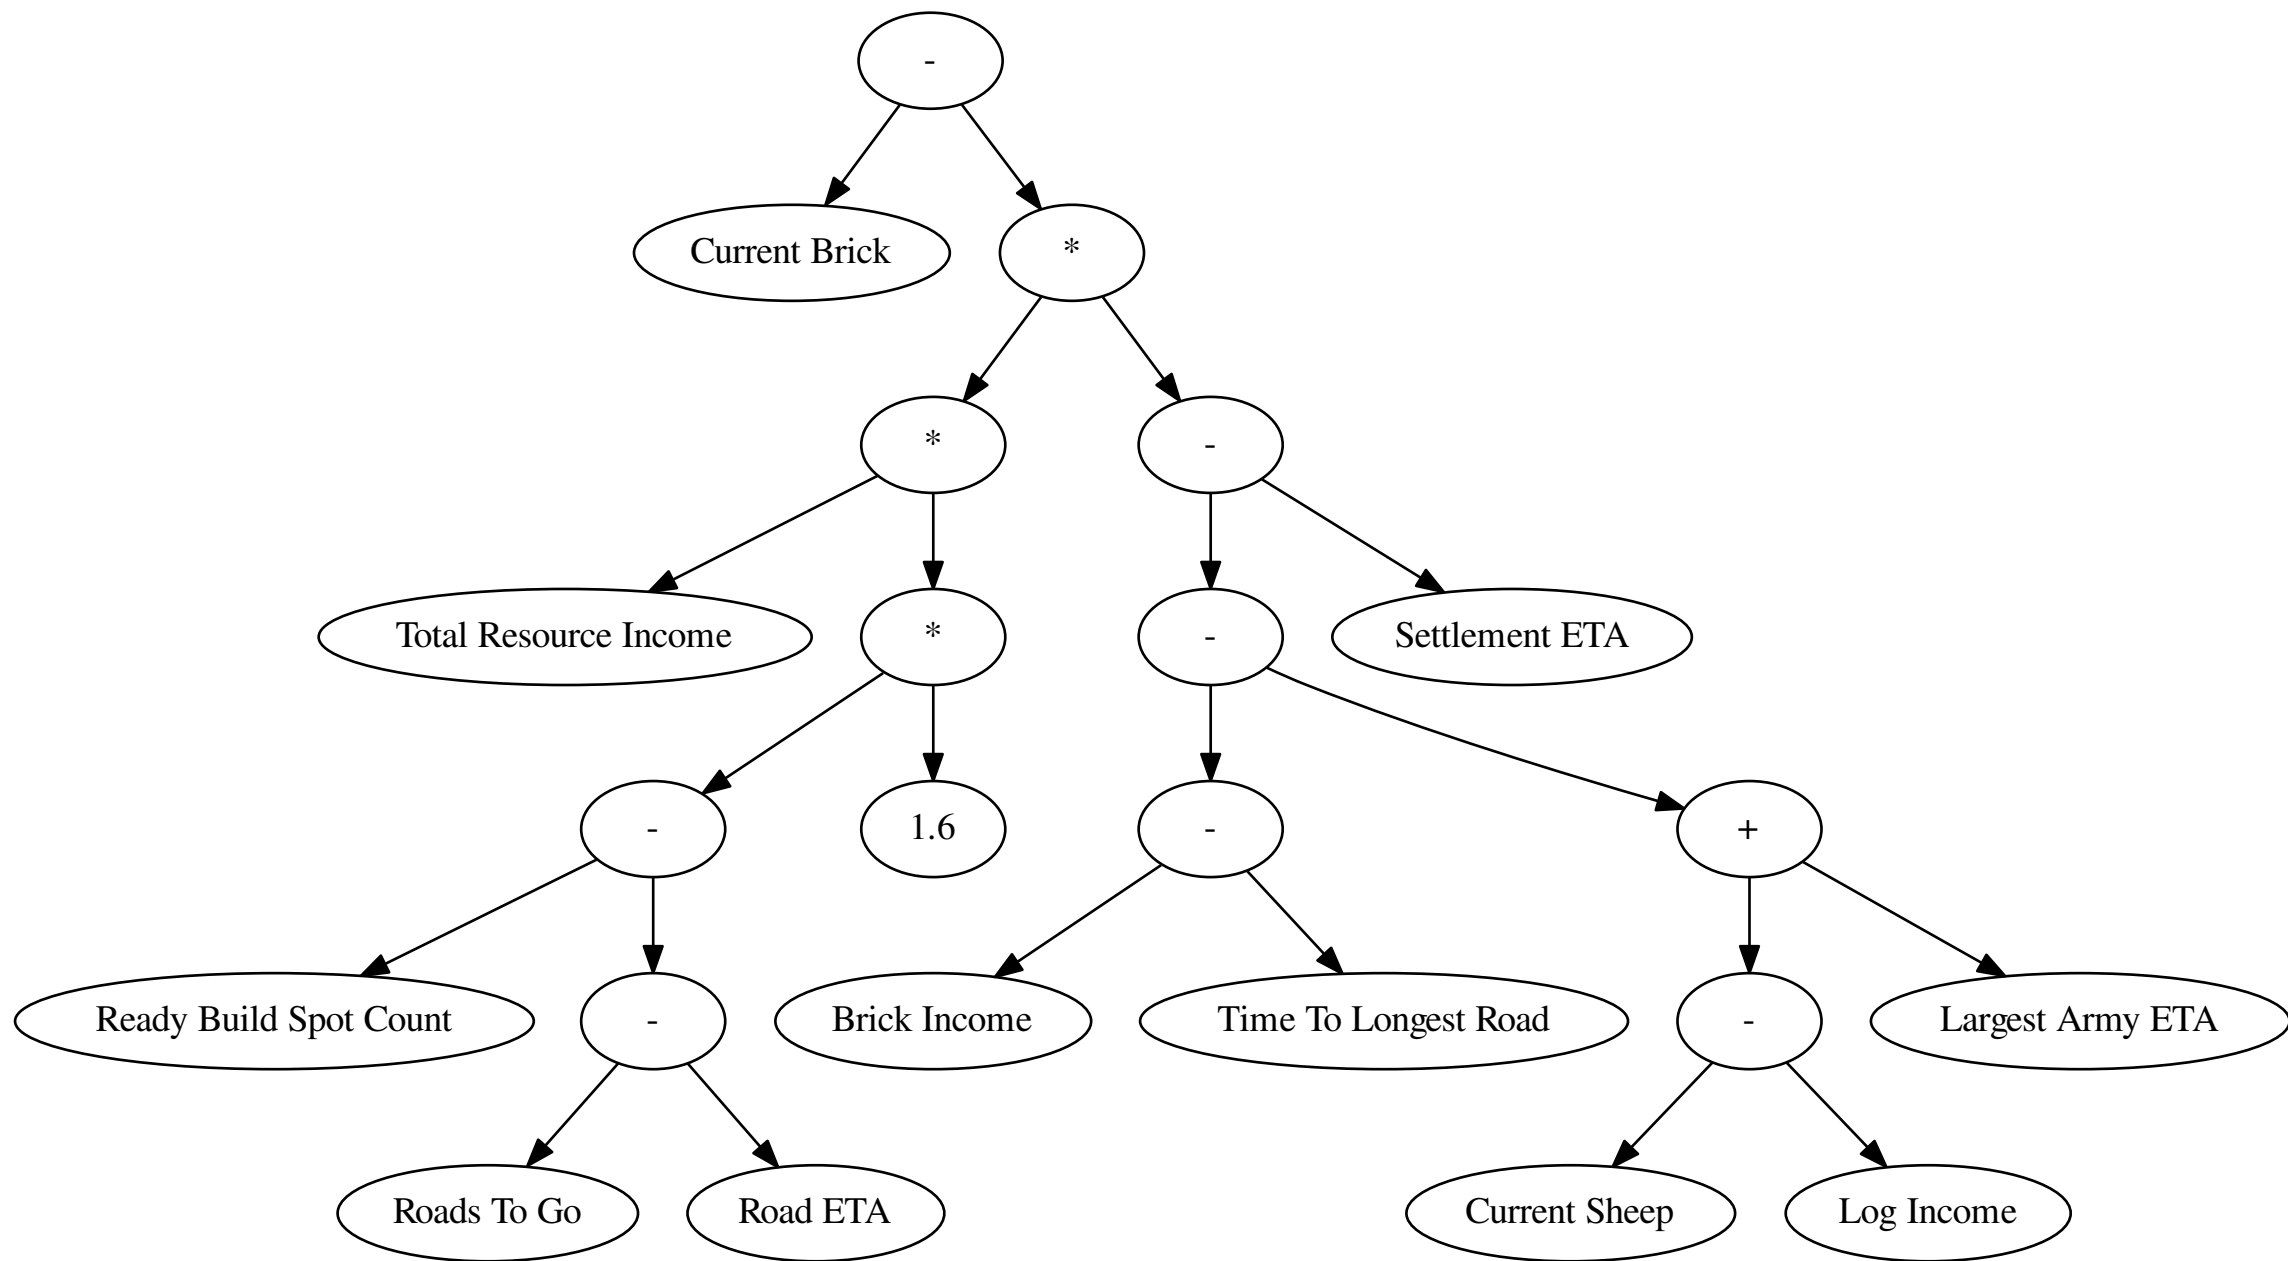 -
Current Brick
*
*
-
Total Resource Income
*
-
Settlement ETA
-
1.6
-
+
Ready Build Spot Count
-
Brick Income
Time To Longest Road
-
Largest Army ETA
Roads To Go
Road ETA
Current Sheep
Log Income